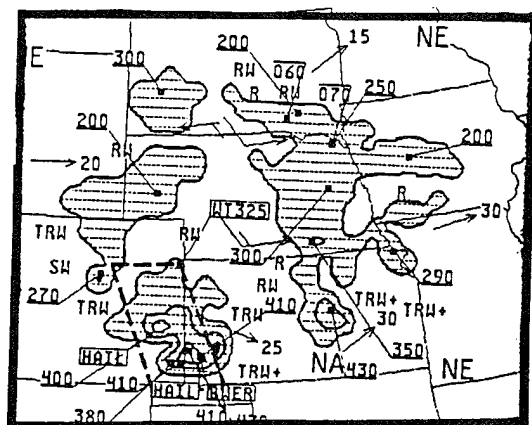 200 15 NE
300 RW 060
E RW 250
R 070
200 200
20 RW
R
WT325
TRW RW 30
300
SW R 290
RW
270 TRW 410 TRW+ TRW+
TRW 30
HAIL 25 350
400 410 TRW+ NA NE
HAIL BWER 430
380 410